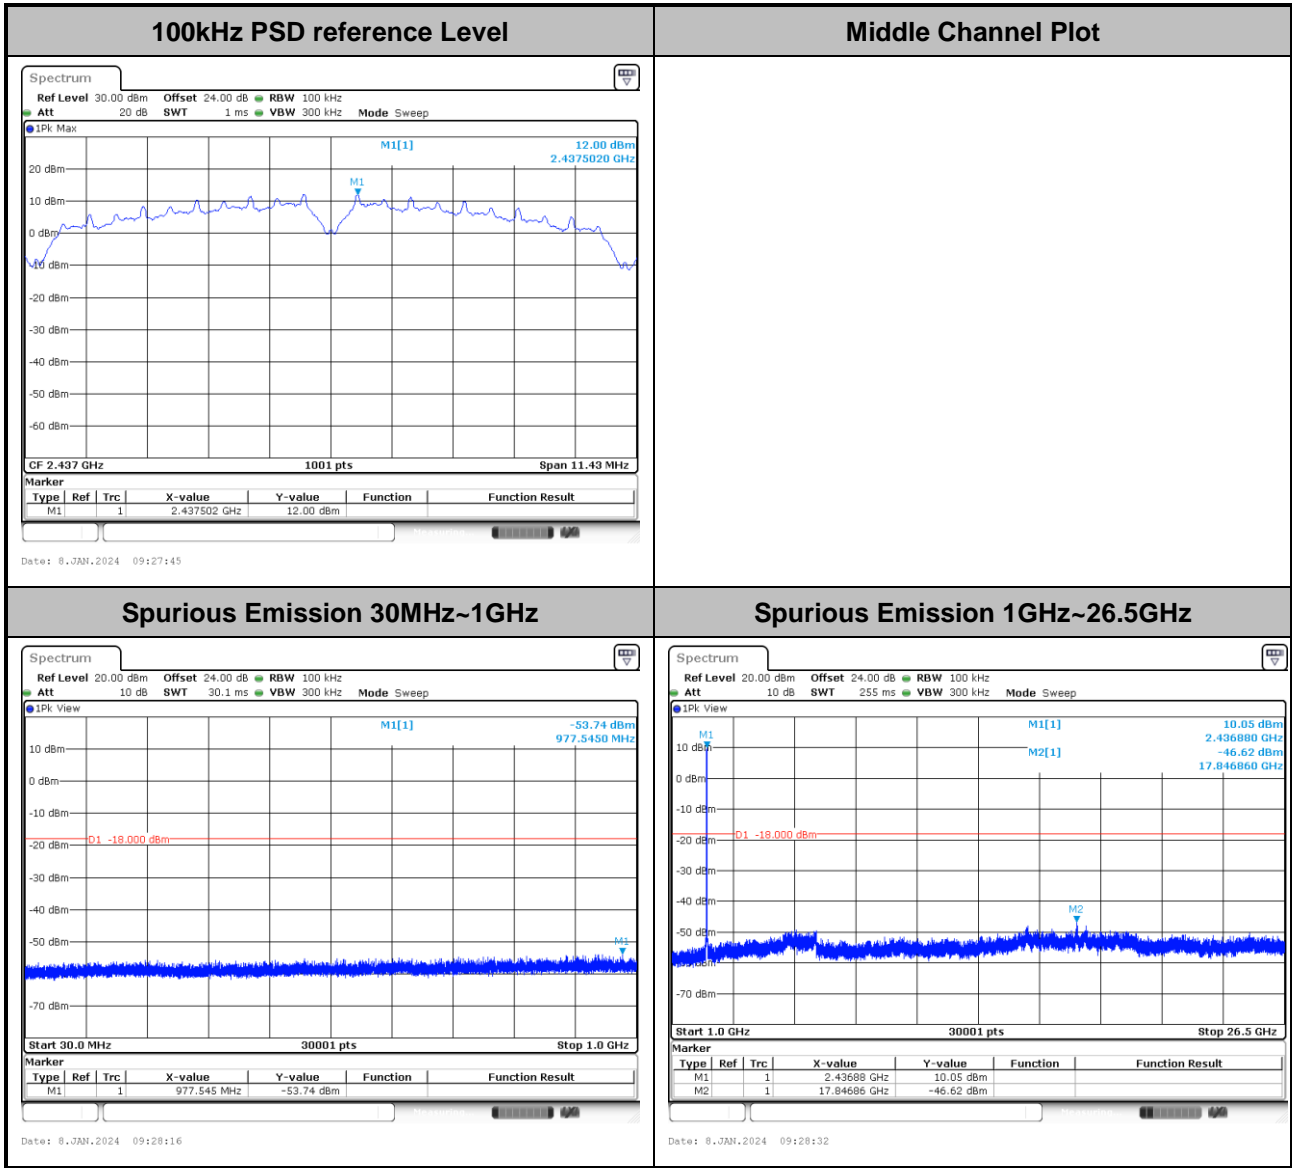 100kHz PSD reference Level
Middle Channel Plot
Spectrum
Ref Level 30.00 dBm Offset 24.00 dB RBW 100 kHz
Att 20 dB SWT 1 ms VBW 300 kHz Mode Sweep
1Pk Max
M1[1] 12.00 dBm
2.4375020 GHz
M1
20 dBm
10 dBm
0 dBm
-10 dBm
-20 dBm
-30 dBm
-40 dBm
-50 dBm
-60 dBm
CF 2.437 GHz 1001 pts Span 11.43 MHz
Marker
Type Ref Trc X-value Y-value Function Function Result
M1 1 2.437502 GHz 12.00 dBm
Date: 8.JAN.2024 09:27:45
Spurious Emission 30MHz~1GHz
Spurious Emission 1GHz~26.5GHz
Spectrum
Ref Level 20.00 dBm Offset 24.00 dB RBW 100 kHz
Att 10 dB SWT 30.1 ms VBW 300 kHz Mode Sweep
1Pk View
M1[1] -53.74 dBm
977.5450 MHz
10 dBm
0 dBm
-10 dBm
D1 -18.000 dBm
-20 dBm
-30 dBm
-40 dBm
-50 dBm
M1
-70 dBm
Start 30.0 MHz 30001 pts Stop 1.0 GHz
Marker
Type Ref Trc X-value Y-value Function Function Result
M1 1 977.545 MHz -53.74 dBm
Measuring
Date: 8.JAN.2024 09:28:16
Spectrum
Ref Level 20.00 dBm Offset 24.00 dB RBW 100 kHz
Att 10 dB SWT 255 ms VBW 300 kHz Mode Sweep
1Pk View
M1[1] 10.05 dBm
2.436880 GHz
M2[1] -46.62 dBm
17.846860 GHz
M1
10 dBm
0 dBm
-10 dBm
D1 -18.000 dBm
-20 dBm
-30 dBm
-40 dBm
M2
-50 dBm
-70 dBm
Start 1.0 GHz 30001 pts Stop 26.5 GHz
Marker
Type Ref Trc X-value Y-value Function Function Result
M1 1 2.43688 GHz 10.05 dBm
M2 1 17.84686 GHz -46.62 dBm
Measuring
Date: 8.JAN.2024 09:28:32